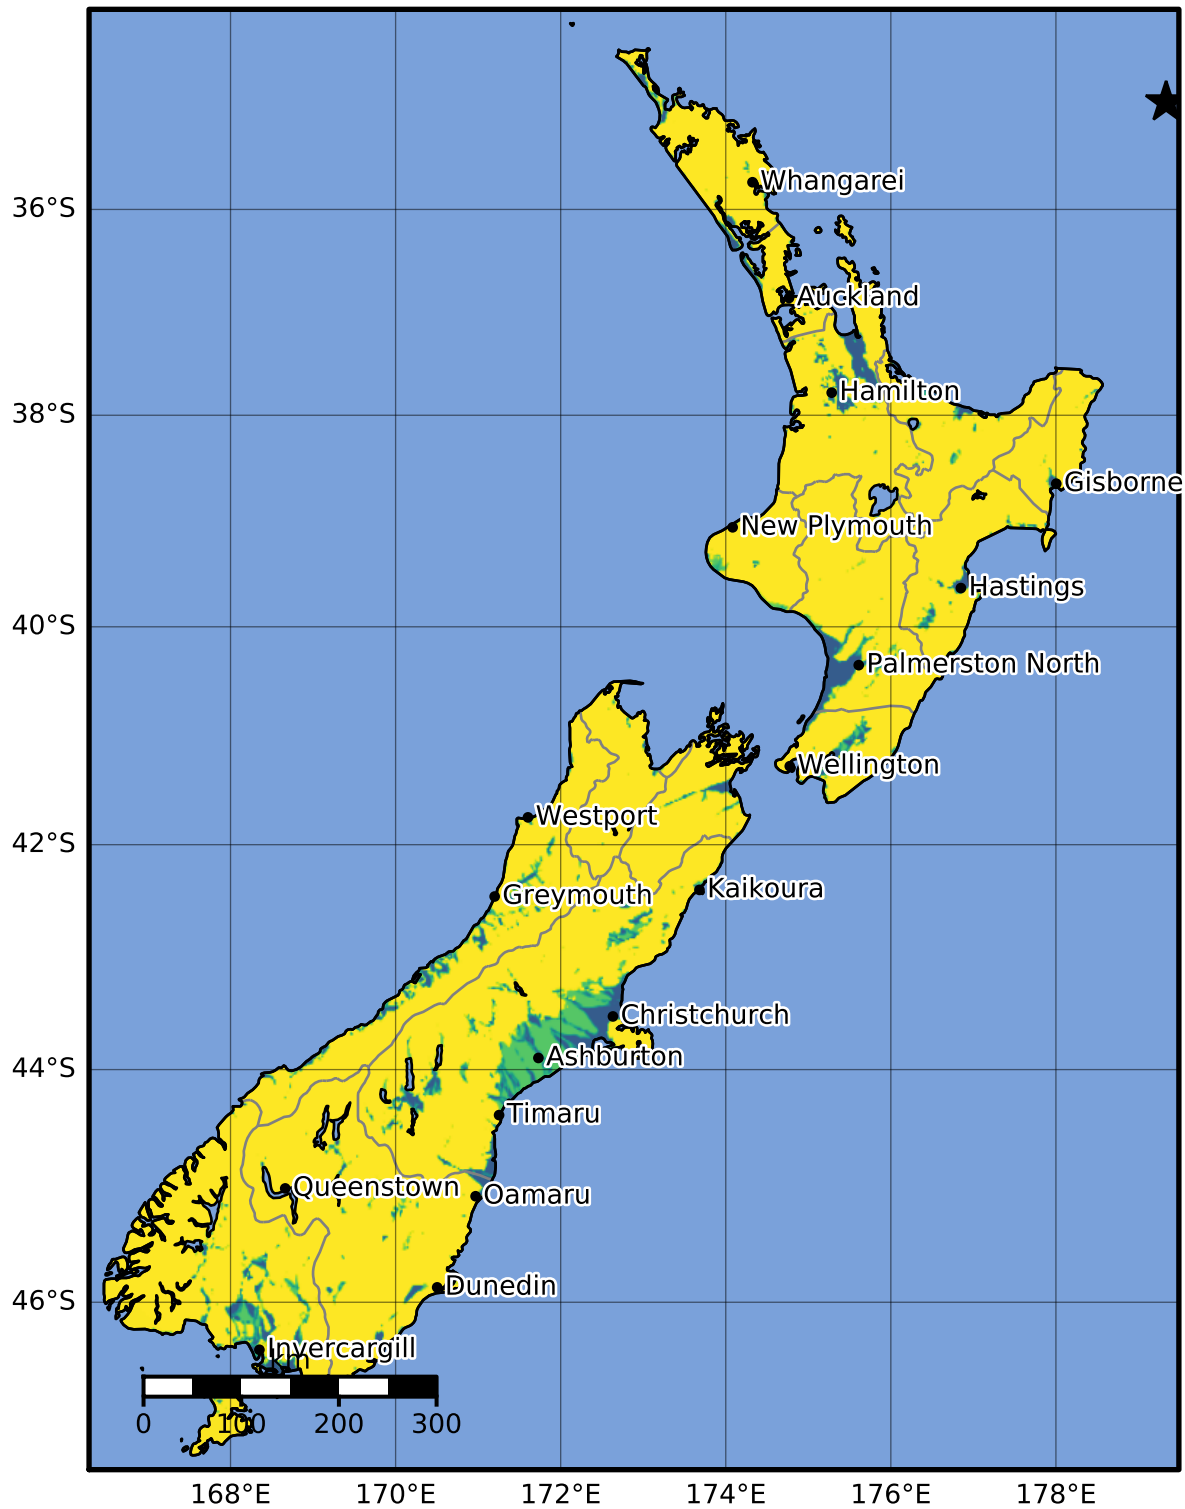 Whangarei
36°S
Auckland
Hamilton
38°S
Gisborne
New Plymouth
Hastings
40°S
Palmerston North
Wellington
Westport
42°S
Kaikoura
Greymouth
Christchurch
Ashburton
44°S
Timaru
Queenstown
Oamaru
Dunedin
46°S
Invercargill
km
0 100 200 300
168°E 170°E 172°E 174°E 176°E 178°E